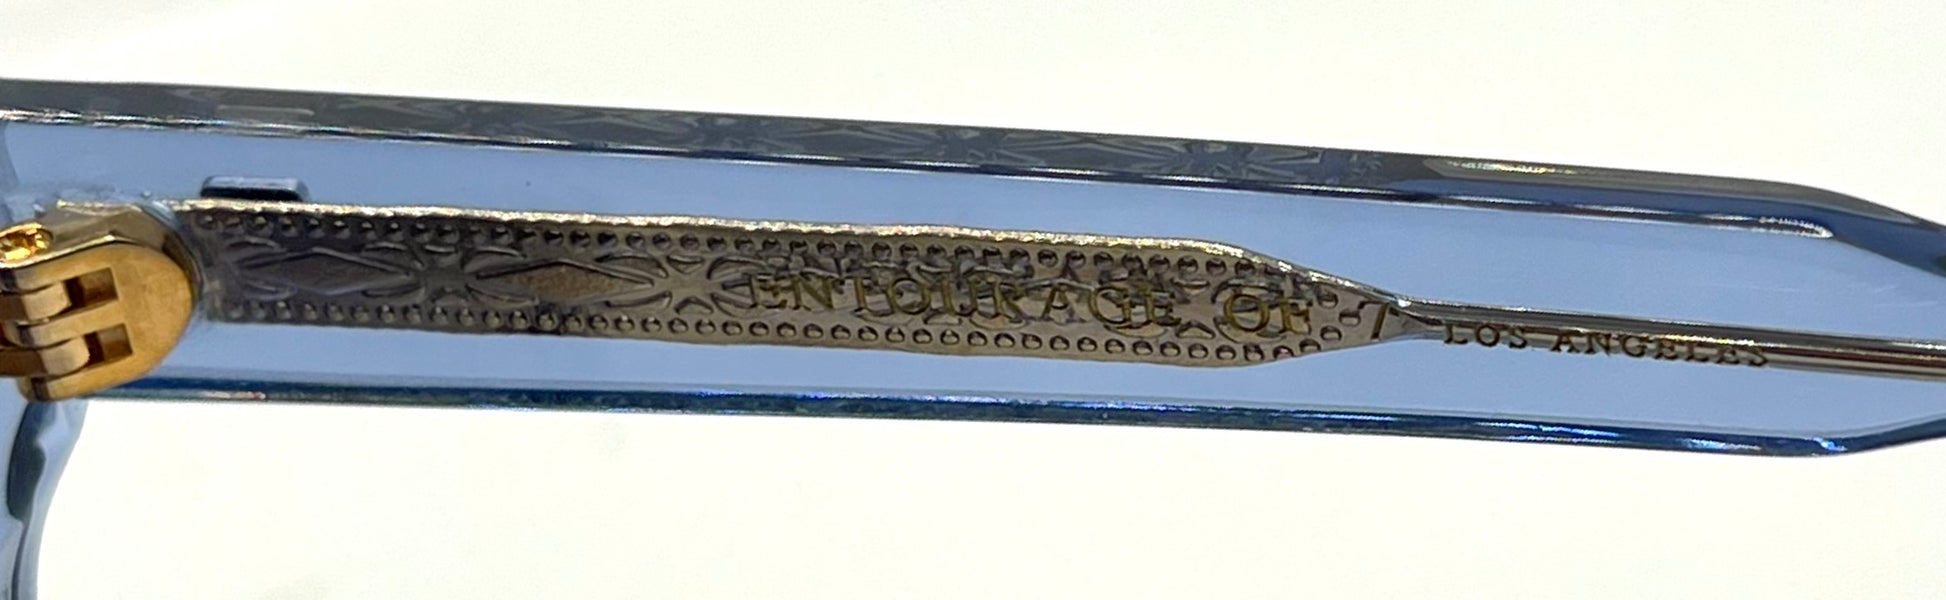 ENTOURAGE OF 7 LOS ANGELES